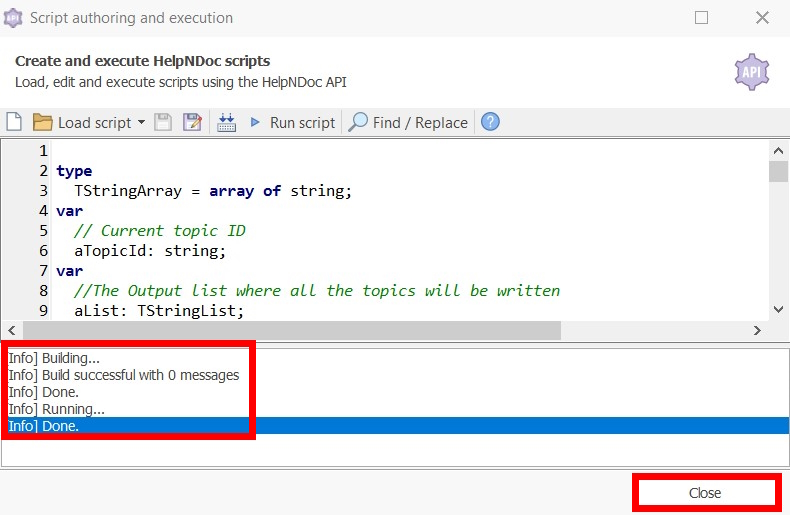 Script authoring and execution
Create and execute HelpNDoc scripts
Load, edit and execute scripts using the HelpNDoc API
API
Load script
Run script
Find / Replace
?
1
2 type
3 TStringArray = array of string;
4 var
5 // Current topic ID
6 aTopicId: string;
7 var
8 //The Output list where all the topics will be written
9 aList: TStringList;
[Info] Building...
[Info] Build successful with 0 messages
[Info] Done.
[Info] Running...
[Info] Done.
Close